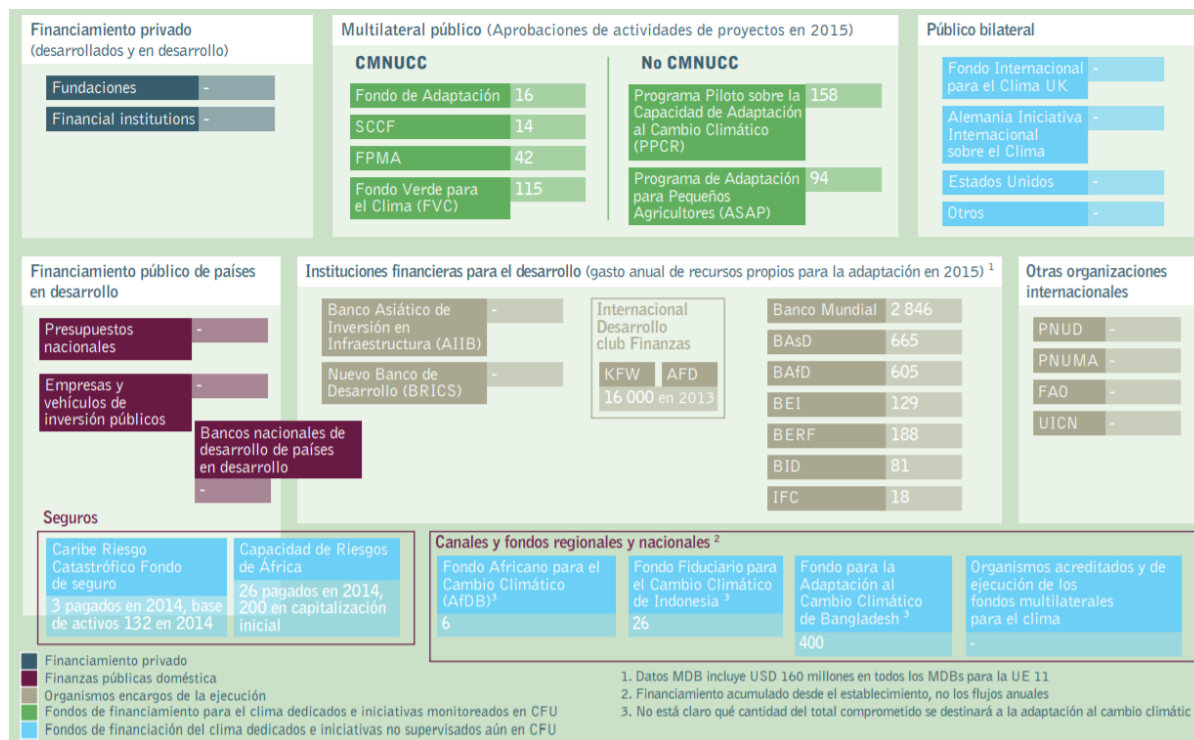 Financiamiento privado
(desarrollados y en desarrollo)
Fundaciones -
Financial institutions -
Multilateral público (Aprobaciones de actividades de proyectos en 2015)
CMNUCC
Fondo de Adaptación 16
SCCF 14
FPMA 42
Fondo Verde para 115
el Clima (FVC)
No CMNUCC
Programa Piloto sobre la 158
Capacidad de Adaptación
al Cambio Climático
(PPCR)
Programa de Adaptación 94
para Pequeños
Agricultores (ASAP)
Público bilateral
Fondo Internacional -
para el Clima UK
Alemania Iniciativa -
Internacional
sobre el Clima
Estados Unidos -
Otros -
Financiamiento público de países
en desarrollo
Presupuestos -
nacionales
Empresas y -
vehículos de
inversión públicos
Bancos nacionales de
desarrollo de países
en desarrollo
-
Instituciones financieras para el desarrollo (gasto anual de recursos propios para la adaptación en 2015) 1
Banco Asiático de -
Inversión en
Infraestructura (AIIB)
Nuevo Banco de -
Desarrollo (BRICS)
Internacional
Desarrollo
club Finanzas
KFW AFD
16 000 en 2013
Banco Mundial 2 846
BAsD 665
BAfD 605
BEI 129
BERF 188
BID 81
IFC 18
Otras organizaciones
internacionales
PNUD -
PNUMA -
FAO -
UICN -
Seguros
Caribe Riesgo
Catastrófico Fondo
de seguro
3 pagados en 2014, base
de activos 132 en 2014
Capacidad de Riesgos
de África
26 pagados en 2014,
200 en capitalización
inicial
Canales y fondos regionales y nacionales 2
Fondo Africano para el
Cambio Climático
(AfDB)3
6
Fondo Fiduciario para
el Cambio Climático
de Indonesia 3
26
Fondo para la
Adaptación al
Cambio Climático
de Bangladesh 3
400
Organismos acreditados y de
ejecución de los
fondos multilaterales
para el clima
-
Financiamiento privado
Finanzas públicas doméstica
Organismos encargos de la ejecución
Fondos de financiamiento para el clima dedicados e iniciativas monitoreados en CFU
Fondos de financiación del clima dedicados e iniciativas no supervisados aún en CFU
1. Datos MDB incluye USD 160 millones en todos los MDBs para la UE 11
2. Financiamiento acumulado desde el establecimiento, no los flujos anuales
3. No está claro qué cantidad del total comprometido se destinará a la adaptación al cambio climátic